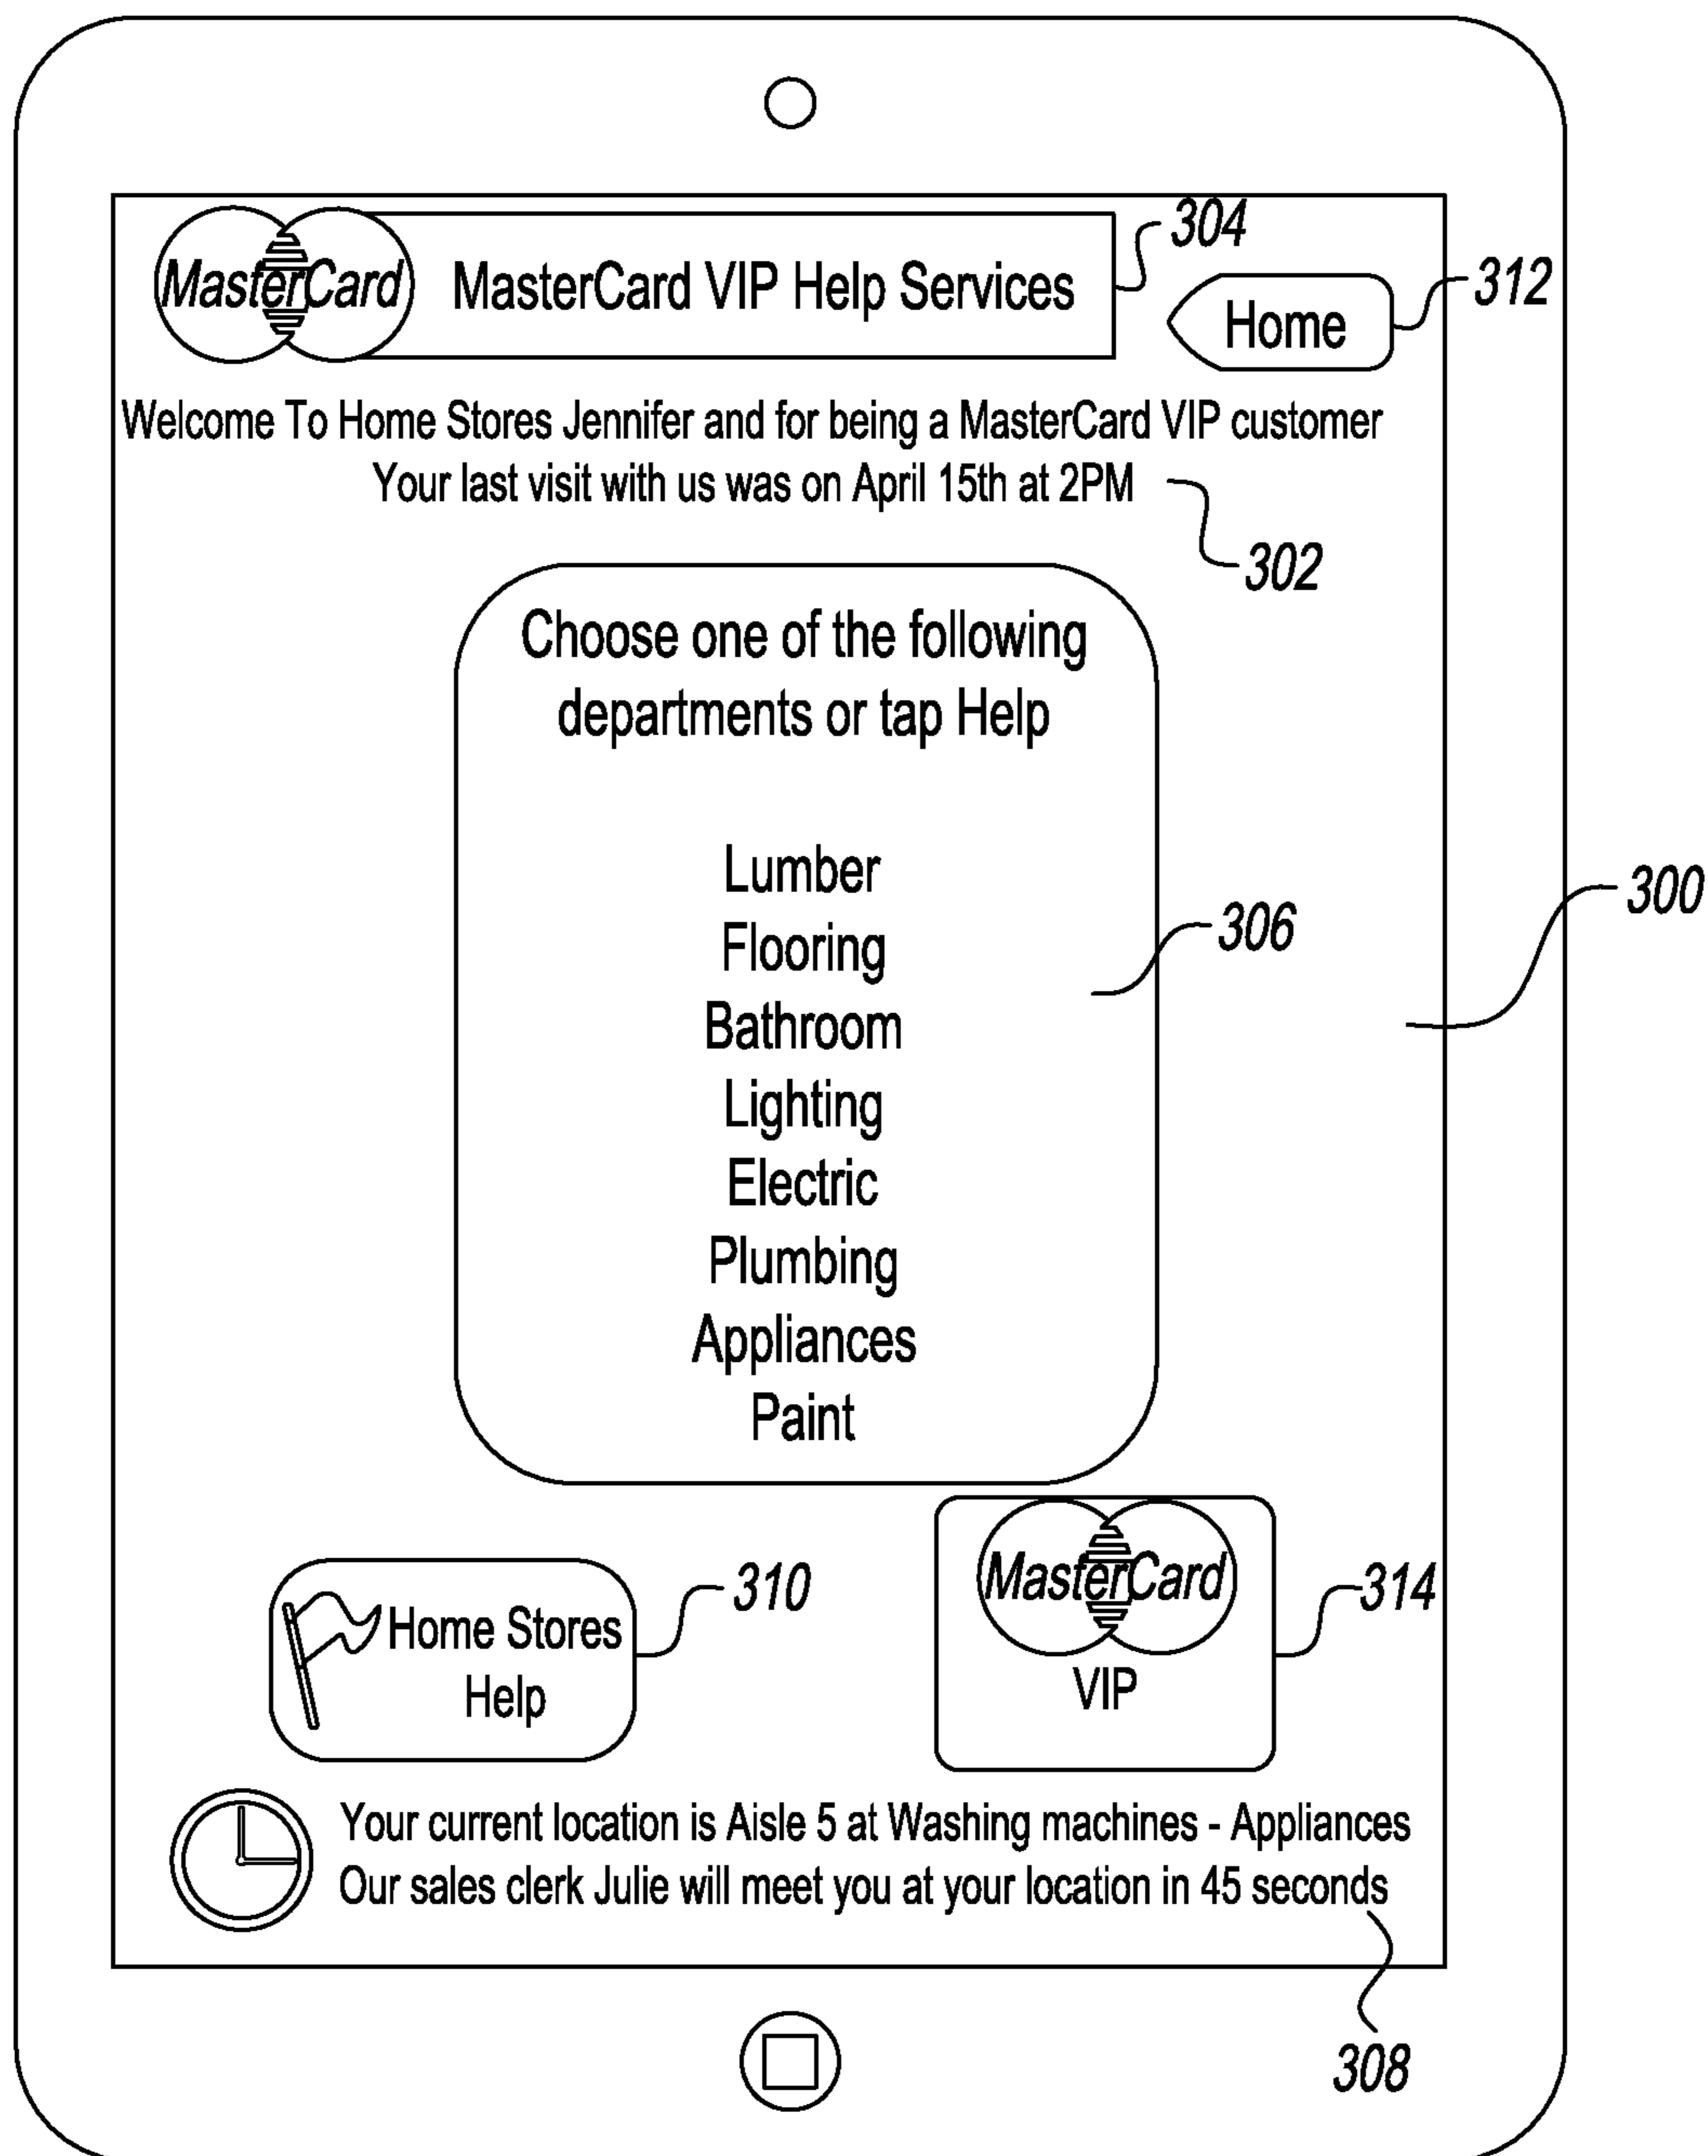 MasterCard MasterCard VIP Help Services 304
Home 312
Welcome To Home Stores Jennifer and for being a MasterCard VIP customer
Your last visit with us was on April 15th at 2PM
302
Choose one of the following
departments or tap Help
Lumber
300
Flooring 306
Bathroom
Lighting
Electric
Plumbing
Appliances
Paint
Home Stores
Help
310
MasterCard
VIP
314
Your current location is Aisle 5 at Washing machines - Appliances
Our sales clerk Julie will meet you at your location in 45 seconds
308